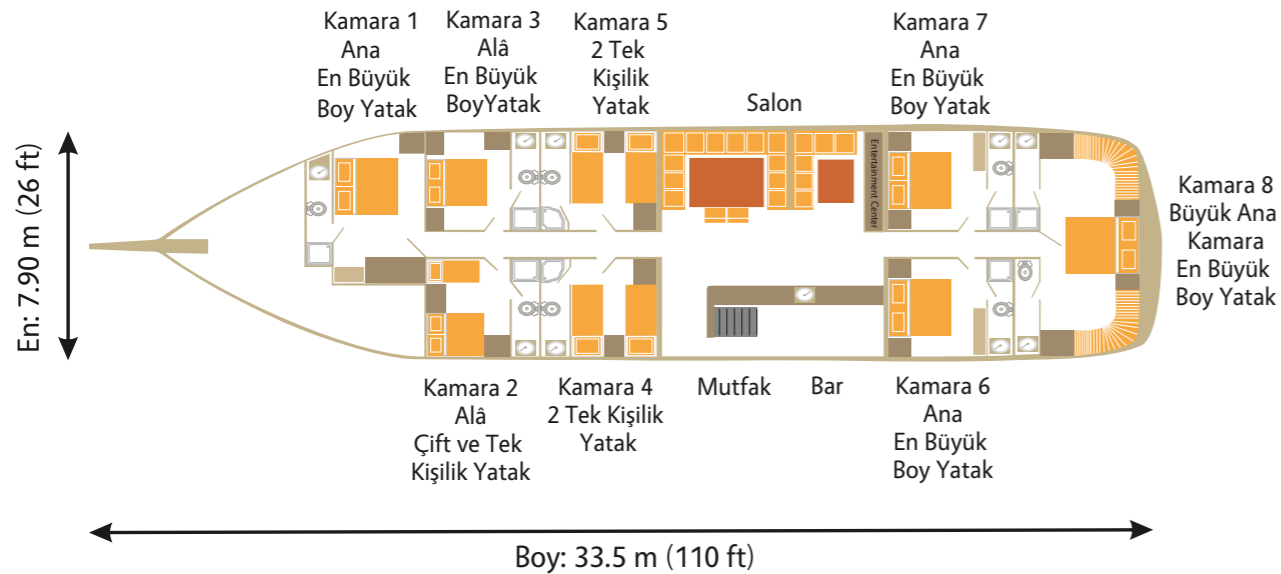 Kamara 1
Ana
En Büyük
Boy Yatak
Kamara 3
Alâ
En Büyük
BoyYatak
Kamara 5
2 Tek
Kişilik
Yatak
Salon
Kamara 7
Ana
En Büyük
Boy Yatak
En: 7.90 m (26 ft)
Entertainment Center
Kamara 8
Büyük Ana
Kamara
En Büyük
Boy Yatak
Kamara 2
Alâ
Çift ve Tek
Kişilik Yatak
Kamara 4
2 Tek Kişilik
Yatak
Mutfak
Bar
Kamara 6
Ana
En Büyük
Boy Yatak
Boy: 33.5 m (110 ft)